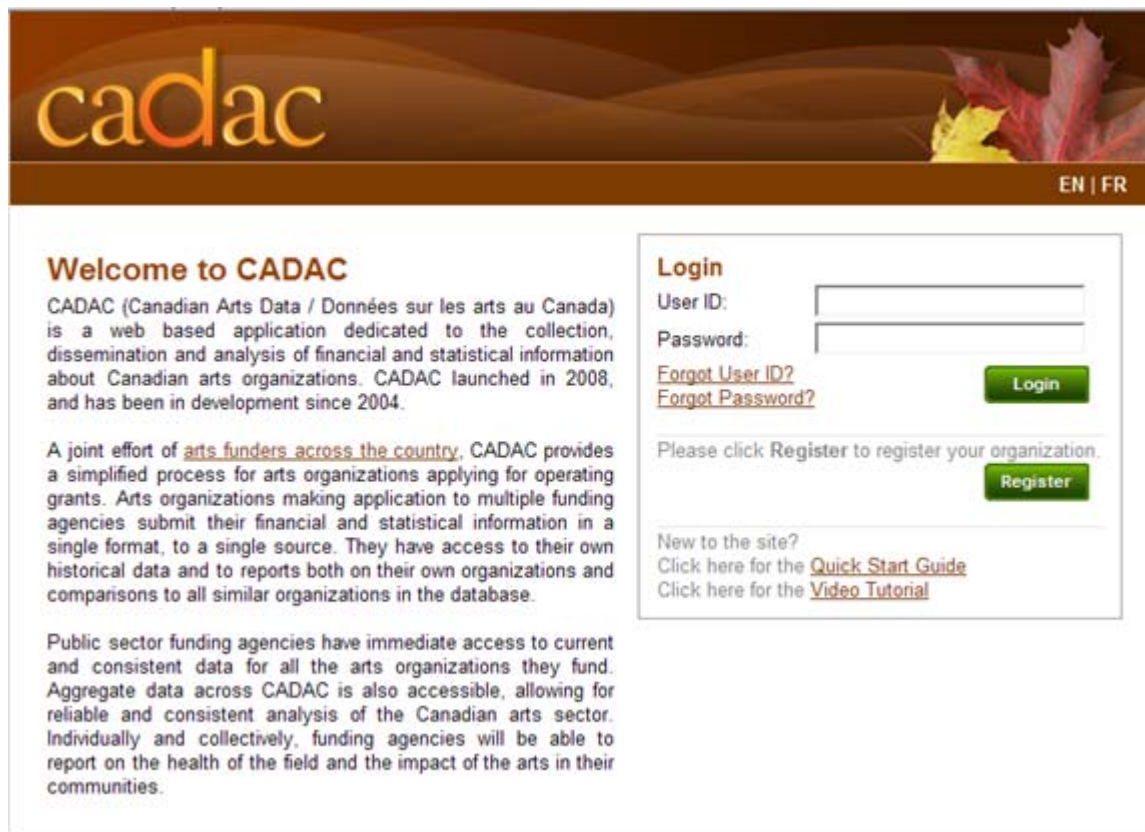 cadac
EN | FR
Welcome to CADAC
CADAC (Canadian Arts Data / Données sur les arts au Canada)
is a web based application dedicated to the collection,
dissemination and analysis of financial and statistical information
about Canadian arts organizations. CADAC launched in 2008,
and has been in development since 2004.
A joint effort of arts funders across the country, CADAC provides
a simplified process for arts organizations applying for operating
grants. Arts organizations making application to multiple funding
agencies submit their financial and statistical information in a
single format, to a single source. They have access to their own
historical data and to reports both on their own organizations and
comparisons to all similar organizations in the database.
Public sector funding agencies have immediate access to current
and consistent data for all the arts organizations they fund.
Aggregate data across CADAC is also accessible, allowing for
reliable and consistent analysis of the Canadian arts sector.
Individually and collectively, funding agencies will be able to
report on the health of the field and the impact of the arts in their
communities.
Login
User ID:
Password:
Forgot User ID?
Forgot Password?
Login
Please click Register to register your organization.
Register
New to the site?
Click here for the Quick Start Guide
Click here for the Video Tutorial